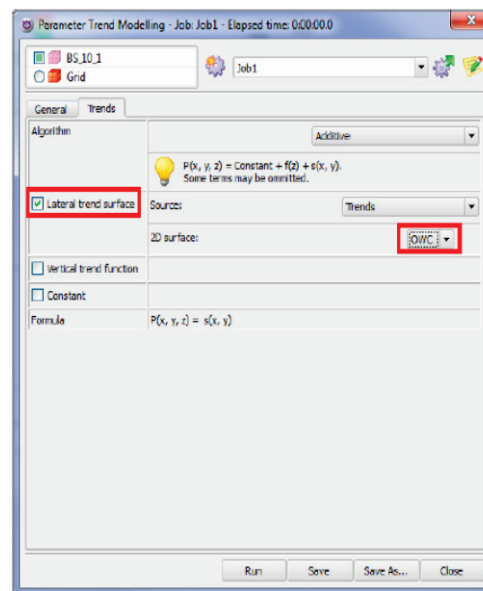 Parameter Trend Modelling - Job: Job1 - Elapsed time: 0:00:00.0
BS_10_1
Grid
Job1
General Trends
Algorithm Additive
P(x, y, z) = Constant + f(z) + s(x, y).
Some terms may be ommitted.
Lateral trend surface Source: Trends
2D surface: OWC
Vertical trend function
Constant
Formula P(x, y, z) = s(x, y)
Run Save Save As... Close